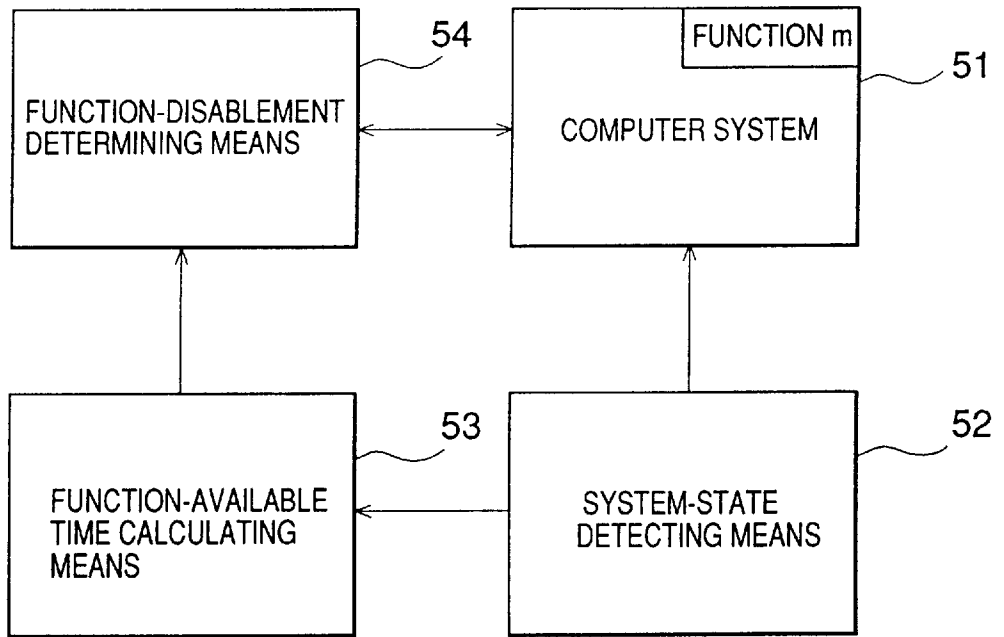 54
FUNCTION-DISABLEMENT
DETERMINING MEANS
FUNCTION m
51
COMPUTER SYSTEM
53
FUNCTION-AVAILABLE
TIME CALCULATING
MEANS
52
SYSTEM-STATE
DETECTING MEANS